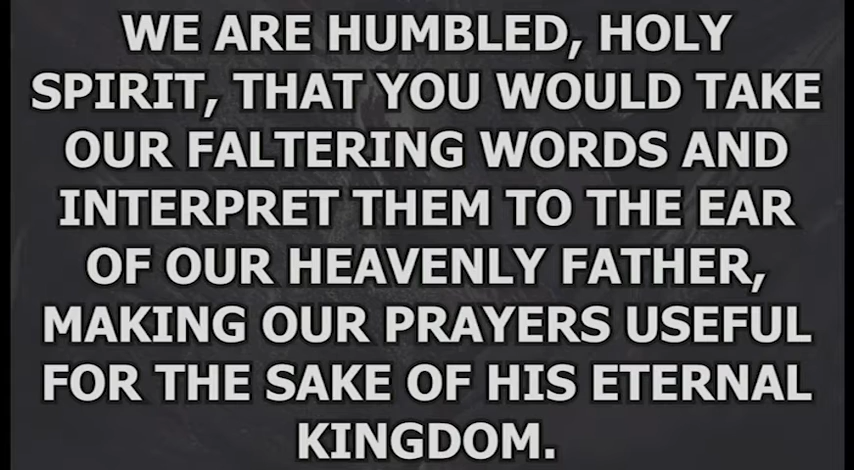 WE ARE HUMBLED, HOLY
SPIRIT, THAT YOU WOULD TAKE
OUR FALTERING WORDS AND
INTERPRET THEM TO THE EAR
OF OUR HEAVENLY FATHER,
MAKING OUR PRAYERS USEFUL
FOR THE SAKE OF HIS ETERNAL
KINGDOM.